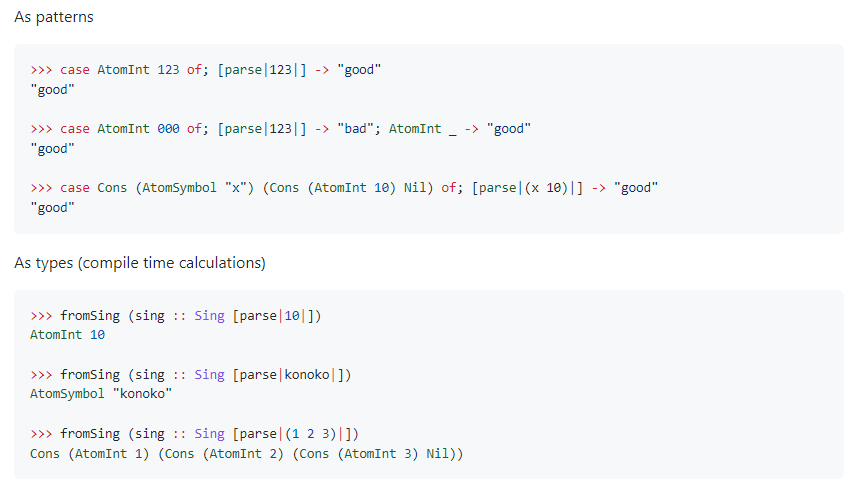 As patterns
>>> case AtomInt 123 of; [parse|123|] -> "good"
"good"
>>> case AtomInt 000 of; [parse|123|] -> "bad"; AtomInt _ -> "good"
"good"
>>> case Cons (AtomSymbol "x") (Cons (AtomInt 10) Nil) of; [parse|(x 10)|] -> "good"
"good"
As types (compile time calculations)
>>> fromSing (sing :: Sing [parse|10|])
AtomInt 10
>>> fromSing (sing :: Sing [parse|konoko|])
AtomSymbol "konoko"
>>> fromSing (sing :: Sing [parse|(1 2 3)|])
Cons (AtomInt 1) (Cons (AtomInt 2) (Cons (AtomInt 3) Nil))